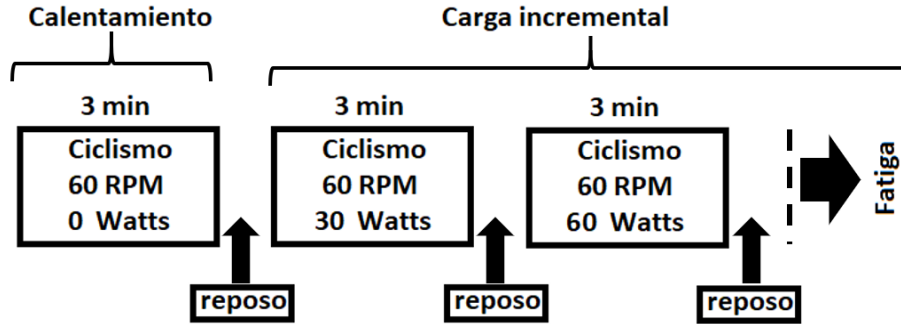 Calentamiento
Carga incremental
3 min
3 min
3 min
Ciclismo
60 RPM
0 Watts
Ciclismo
60 RPM
30 Watts
Ciclismo
60 RPM
60 Watts
Fatiga
reposo
reposo
reposo